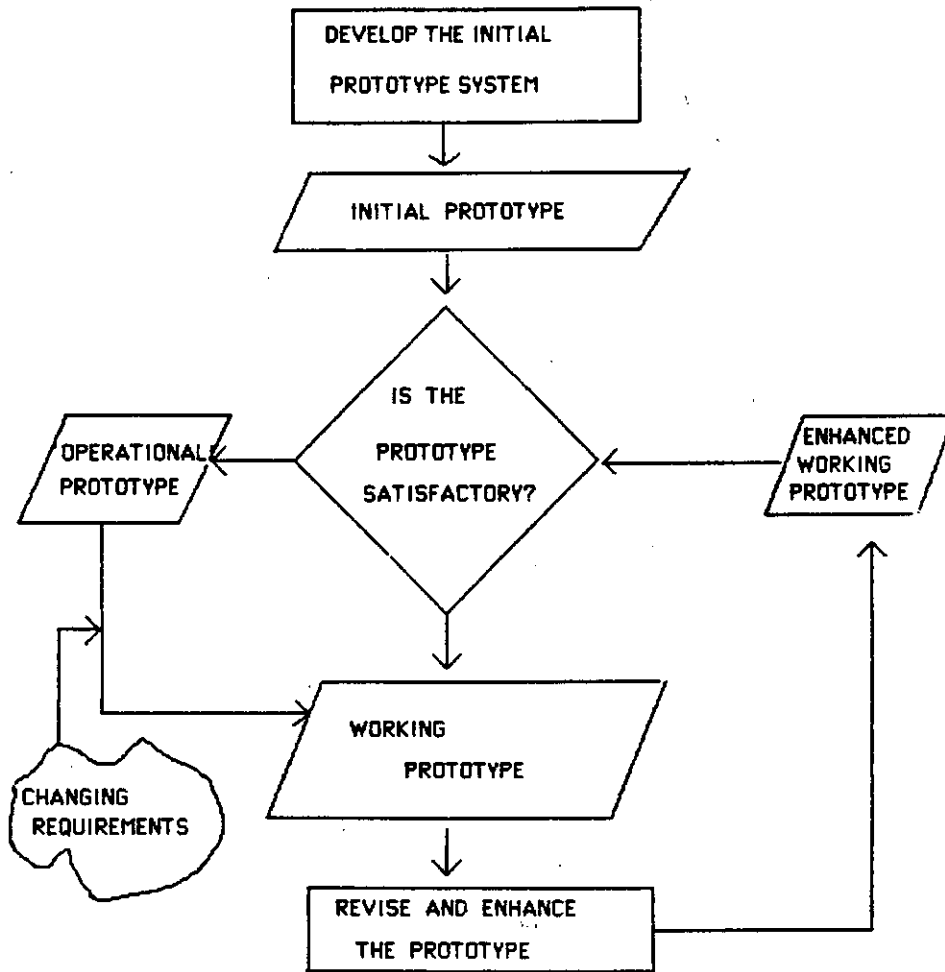 DEVELOP THE INITIAL
PROTOTYPE SYSTEM
INITIAL PROTOTYPE
IS THE
PROTOTYPE
SATISFACTORY?
OPERATIONAL
PROTOTYPE
ENHANCED
WORKING
PROTOTYPE
WORKING
PROTOTYPE
CHANGING
REQUIREMENTS
REVISE AND ENHANCE
THE PROTOTYPE